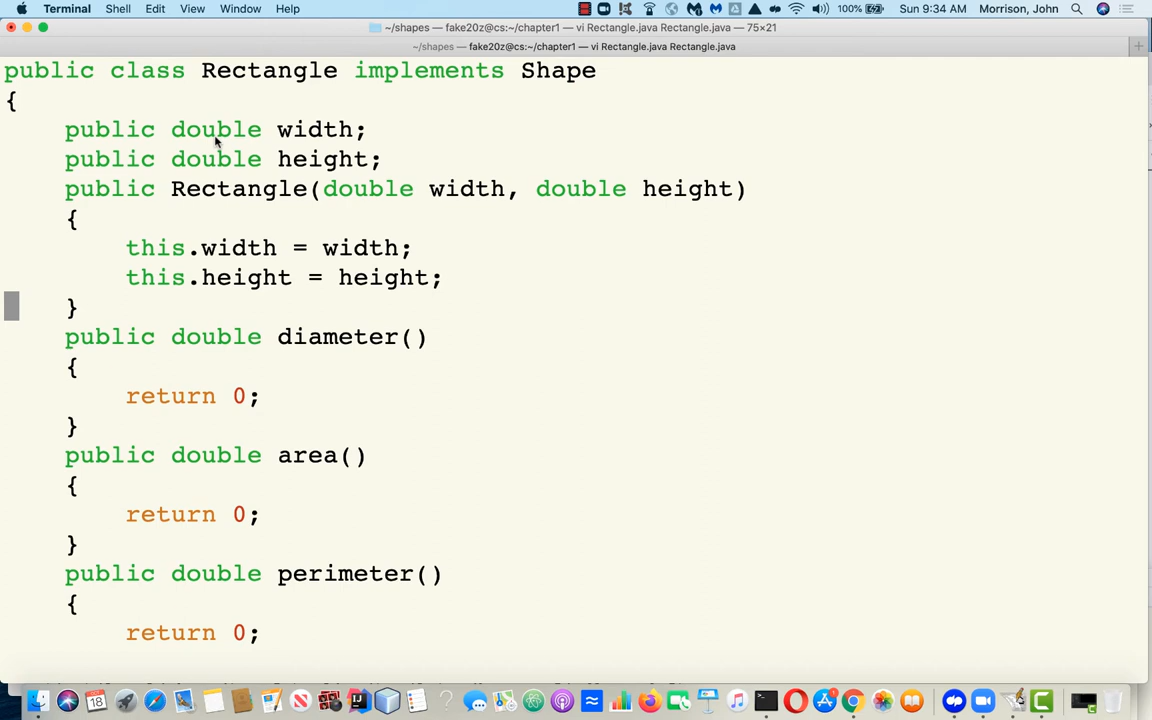 Terminal Shell Edit View Window Help 100% Sun 9:34 AM Morrison, John
~/shapes — fake20z@cs:~/chapter1 — vi Rectangle.java Rectangle.java — 75×21
~/shapes — fake20z@cs:~/chapter1 — vi Rectangle.java Rectangle.java
public class Rectangle implements Shape
{
    public double width;
    public double height;
    public Rectangle(double width, double height)
    {
        this.width = width;
        this.height = height;
    }
    public double diameter()
    {
        return 0;
    }
    public double area()
    {
        return 0;
    }
    public double perimeter()
    {
        return 0;
18